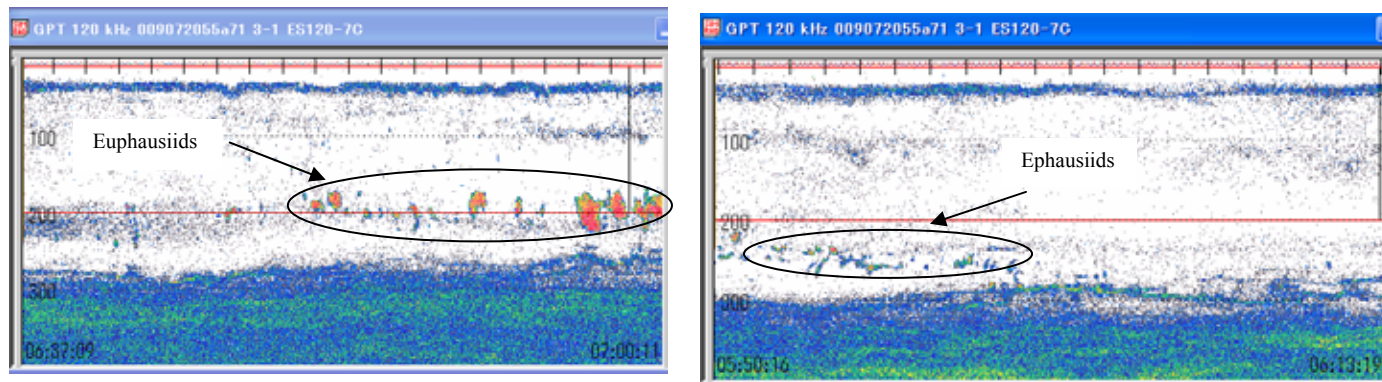 GPT 120 kHz 009072055a71 3-1 ES120-7C
100
Euphausiids
200
300
06:37:09 07:00:11
GPT 120 kHz 009072055a71 3-1 ES120-7C
100
Ephausiids
200
300
05:50:16 06:13:19